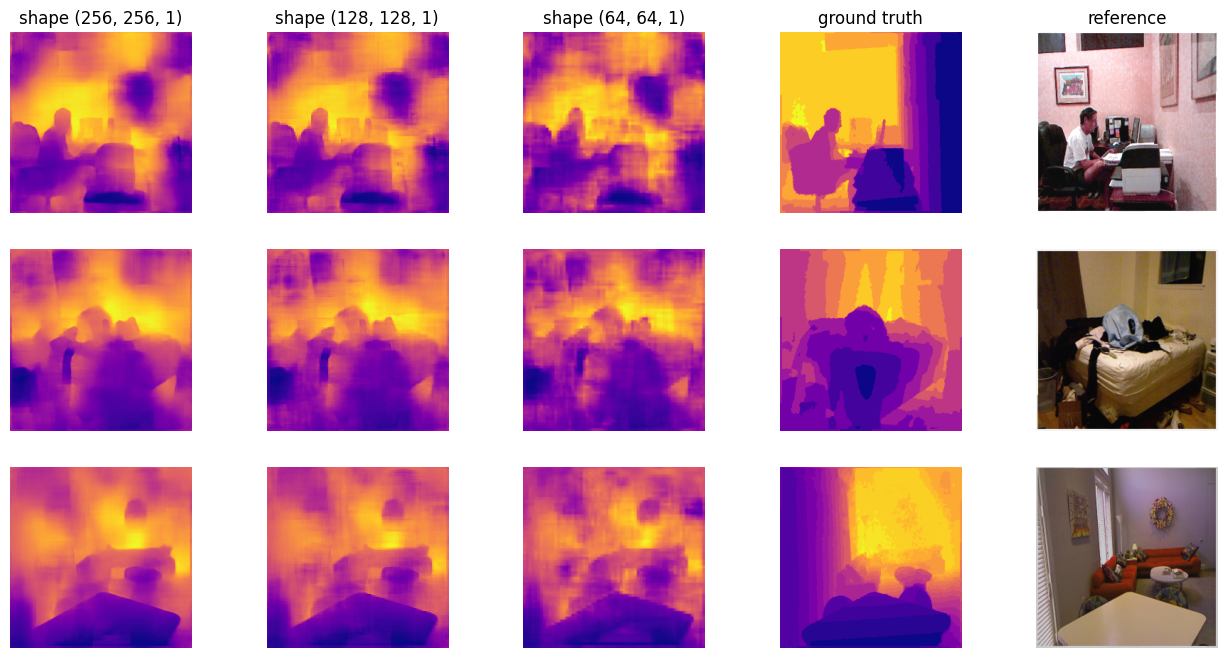 shape (256, 256, 1)
shape (128, 128, 1)
shape (64, 64, 1)
ground truth
reference